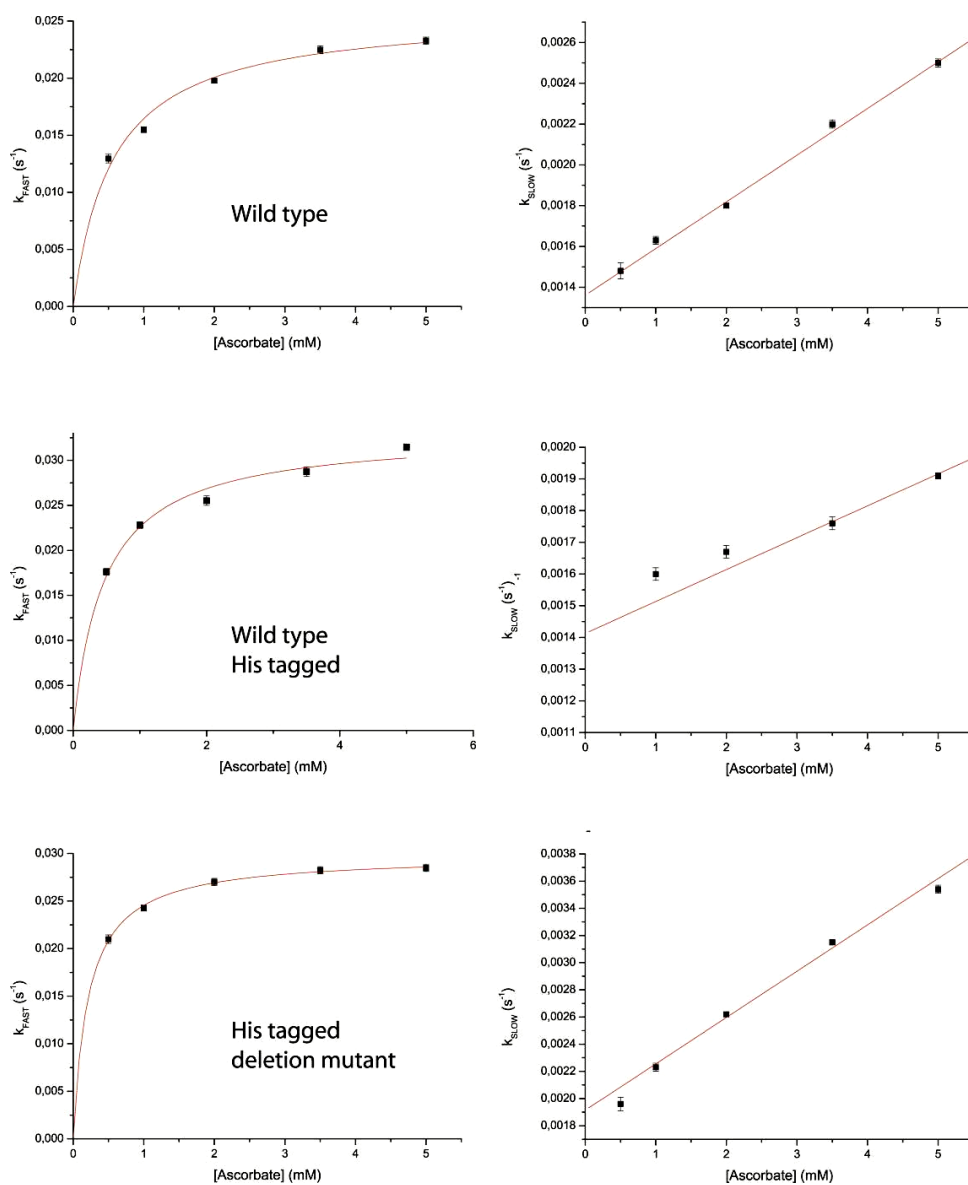 0,025
0,020
0,015
0,010
0,005
0,000
k_FAST (s^-1)
Wild type
0 1 2 3 4 5
[Ascorbate] (mM)
0,0026
0,0024
0,0022
0,0020
0,0018
0,0016
0,0014
k_SLOW (s^-1)
0 1 2 3 4 5
[Ascorbate] (mM)
0,030
0,025
0,020
0,015
0,010
0,005
0,000
k_FAST (s^-1)
Wild type
His tagged
0 2 4 6
[Ascorbate] (mM)
0,0020
0,0019
0,0018
0,0017
0,0016
0,0015
0,0014
0,0013
0,0012
0,0011
k_SLOW (s^-1)_-1
0 1 2 3 4 5
[Ascorbate] (mM)
0,030
0,025
0,020
0,015
0,010
0,005
0,000
k_FAST (s^-1)
His tagged
deletion mutant
0 1 2 3 4 5
[Ascorbate] (mM)
0,0038
0,0036
0,0034
0,0032
0,0030
0,0028
0,0026
0,0024
0,0022
0,0020
0,0018
k_SLOW (s^-1)
0 1 2 3 4 5
[Ascorbate] (mM)